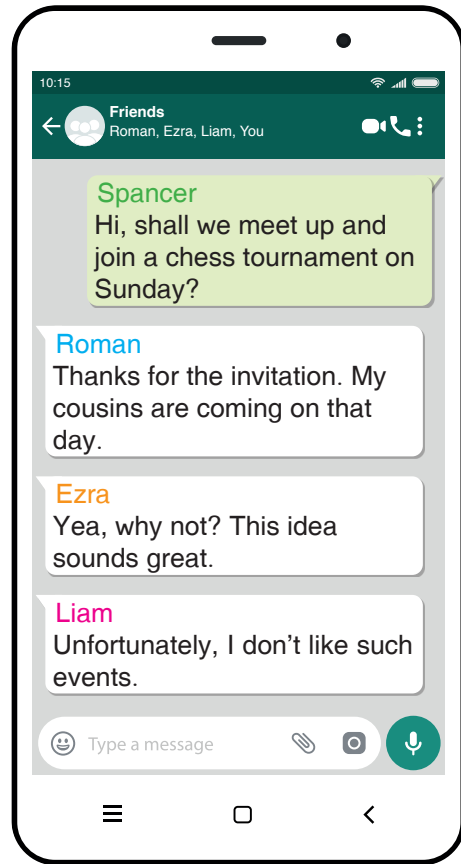 10:15
Friends
Roman, Ezra, Liam, You
Spancer
Hi, shall we meet up and
join a chess tournament on
Sunday?
Roman
Thanks for the invitation. My
cousins are coming on that
day.
Ezra
Yea, why not? This idea
sounds great.
Liam
Unfortunately, I don’t like such
events.
Type a message